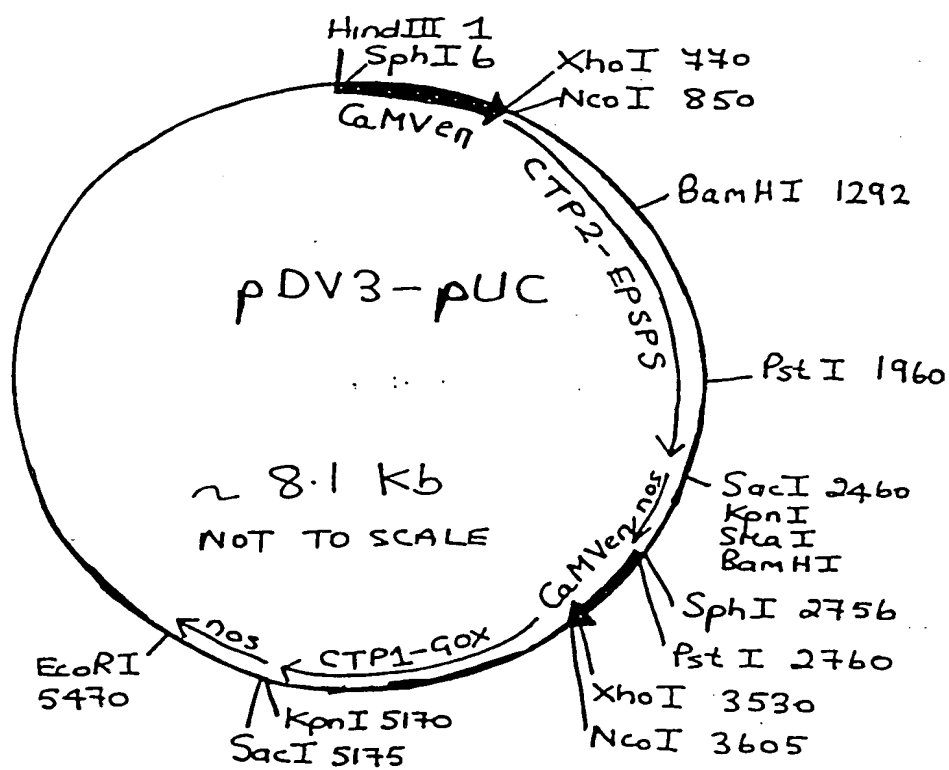 HindIII 1
SphI 6
XhoI 770
NcoI 850
CaMVen
BamHI 1292
CTP2-EPSPS
pDV3-pUC
PstI 1960
~ 8.1 Kb
NOT TO SCALE
SacI 2460
KpnI
SmaI
BamHI
nos
CaMVen
SphI 2756
PstI 2760
XhoI 3530
NcoI 3605
CTP1-GOX
nos
EcoRI
5470
KpnI 5170
SacI 5175